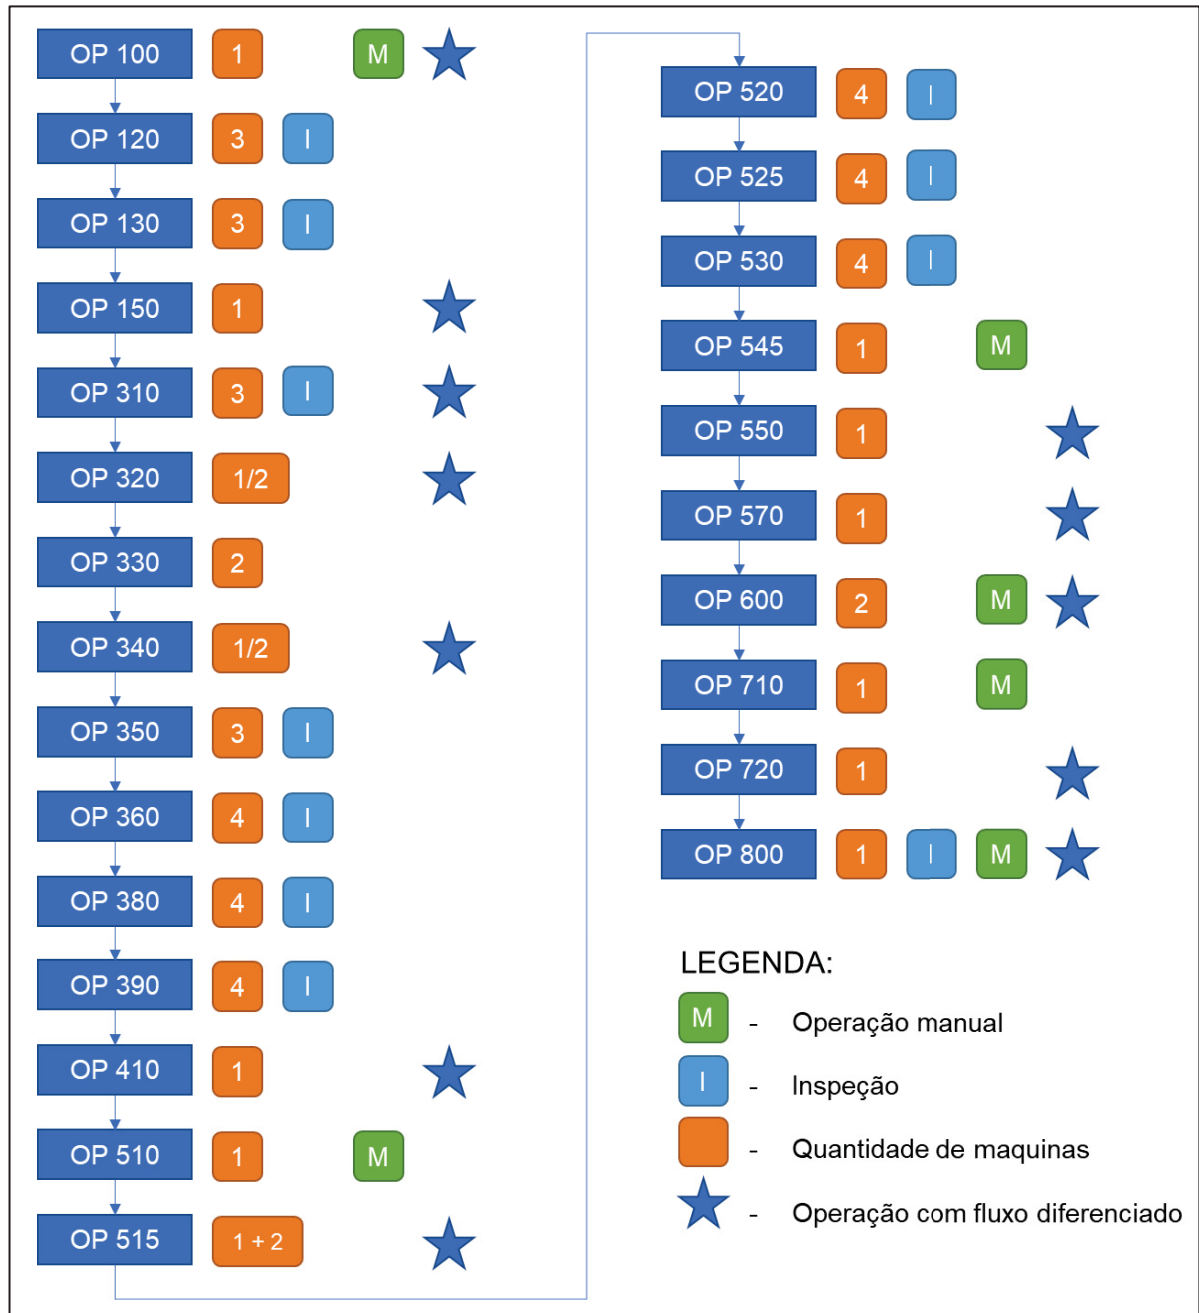 OP 100 1 M
OP 120 3 I
OP 130 3 I
OP 150 1
OP 310 3 I
OP 320 1/2
OP 330 2
OP 340 1/2
OP 350 3 I
OP 360 4 I
OP 380 4 I
OP 390 4 I
OP 410 1
OP 510 1 M
OP 515 1 + 2
OP 520 4 I
OP 525 4 I
OP 530 4 I
OP 545 1 M
OP 550 1
OP 570 1
OP 600 2 M
OP 710 1 M
OP 720 1
OP 800 1 I M
LEGENDA:
M - Operação manual
I - Inspeção
- Quantidade de maquinas
- Operação com fluxo diferenciado